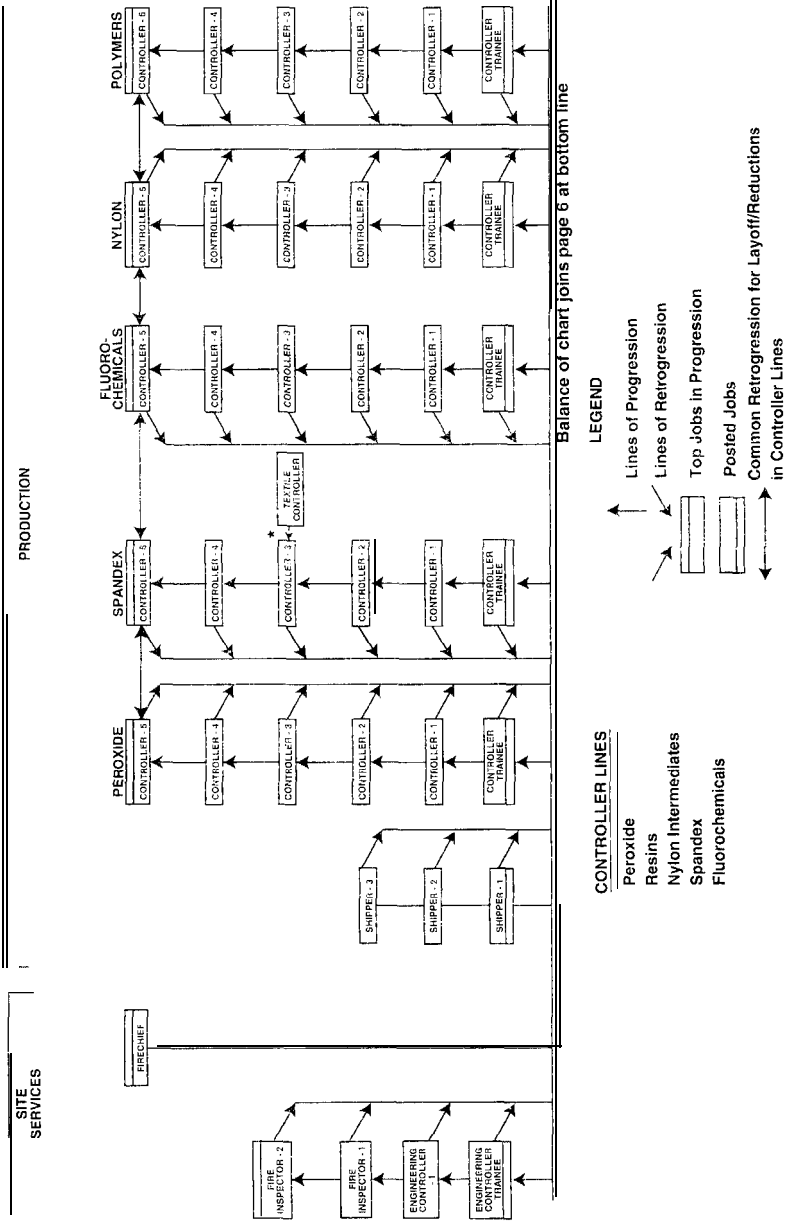 SITE
SERVICES
PRODUCTION
FIRE
INSPECTOR - 2
FIRE
INSPECTOR - 1
ENGINEERING
CONTROLLER
- 1
ENGINEERING
CONTROLLER
TRAINEE
FIRECHIEF
SHIPPER - 3
SHIPPER - 2
SHIPPER - 1
PEROXIDE
CONTROLLER - 5
CONTROLLER - 4
CONTROLLER - 3
CONTROLLER - 2
CONTROLLER - 1
CONTROLLER
TRAINEE
SPANDEX
CONTROLLER - 5
CONTROLLER - 4
CONTROLLER - 3
CONTROLLER - 2
CONTROLLER - 1
CONTROLLER
TRAINEE
*
TEXTILE
CONTROLLER
FLUORO-
CHEMICALS
CONTROLLER - 5
CONTROLLER - 4
CONTROLLER - 3
CONTROLLER - 2
CONTROLLER - 1
CONTROLLER
TRAINEE
NYLON
CONTROLLER - 5
CONTROLLER - 4
CONTROLLER - 3
CONTROLLER - 2
CONTROLLER - 1
CONTROLLER
TRAINEE
POLYMERS
CONTROLLER - 5
CONTROLLER - 4
CONTROLLER - 3
CONTROLLER - 2
CONTROLLER - 1
CONTROLLER
TRAINEE
Balance of chart joins page 6 at bottom line
CONTROLLER LINES
Peroxide
Resins
Nylon Intermediates
Spandex
Fluorochemicals
LEGEND
Lines of Progression
Lines of Retrogression
Top Jobs in Progression
Posted Jobs
Common Retrogression for Layoff/Reductions
in Controller Lines